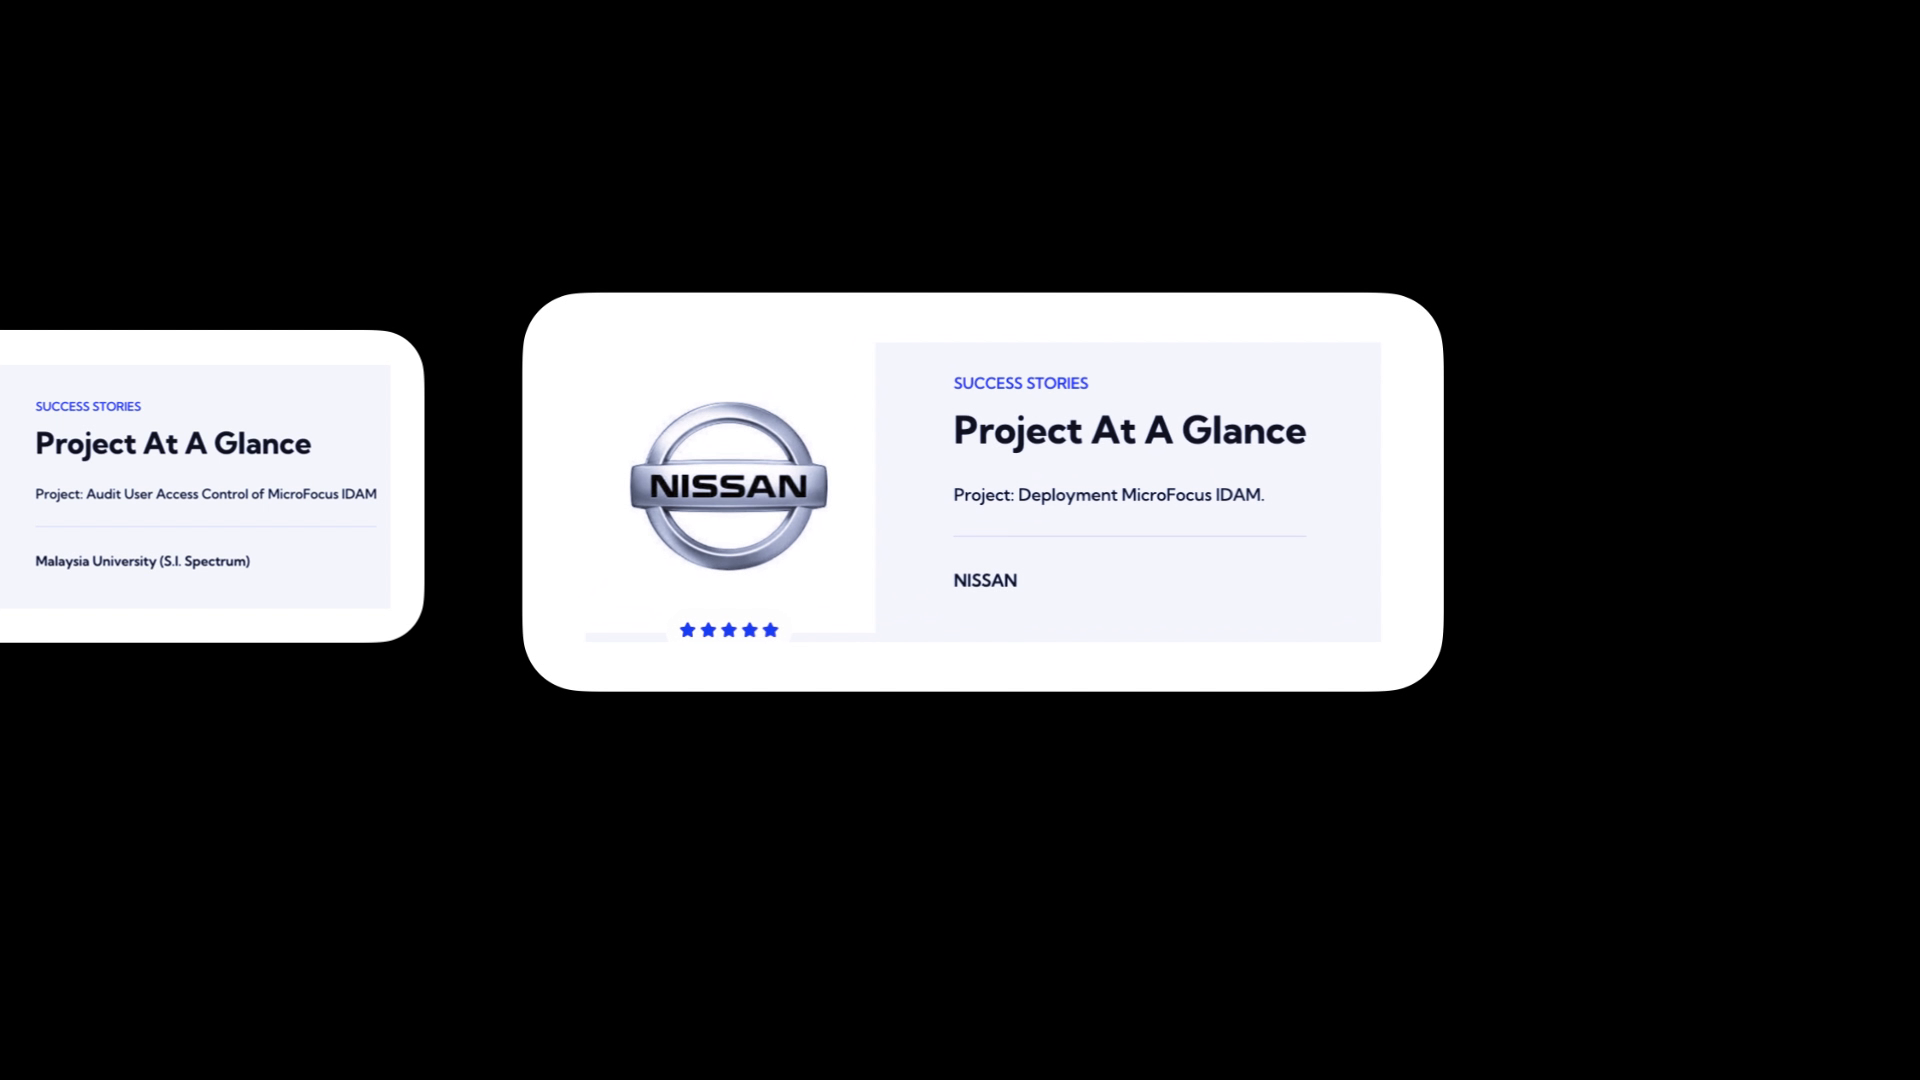 SUCCESS STORIES
Project At A Glance
Project: Audit User Access Control of MicroFocus IDAM
Malaysia University (S.I. Spectrum)
NISSAN
SUCCESS STORIES
Project At A Glance
Project: Deployment MicroFocus IDAM.
NISSAN